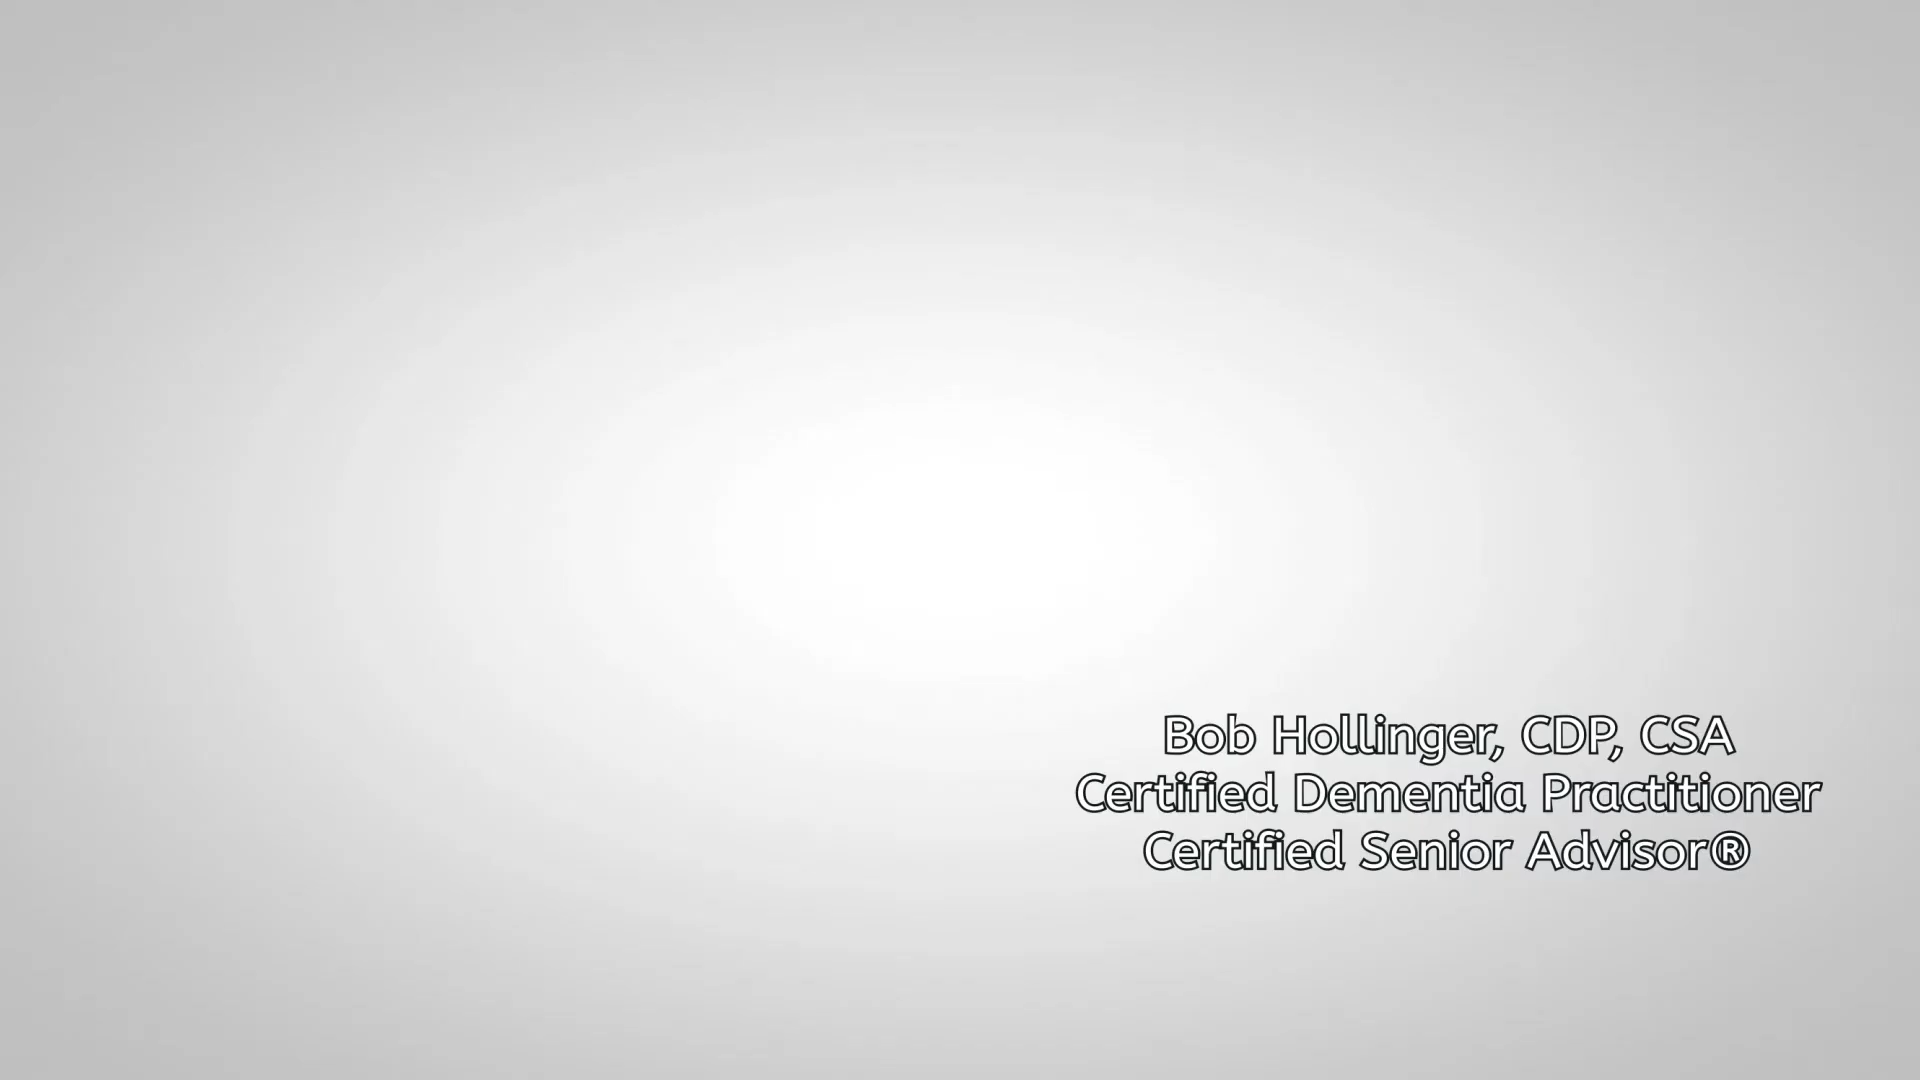 Bob Hollinger, CDP, CSA
Certified Dementia Practitioner
Certified Senior Advisor®